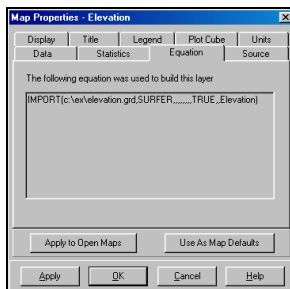 Map Properties - Elevation
Display Title Legend Plot Cube Units
Data Statistics Equation Source
The following equation was used to build this layer
IMPORT(c:\ex\elevation.grd,SURFER,,,,,,,,TRUE,,Elevation)
Apply to Open Maps Use As Map Defaults
Apply OK Cancel Help